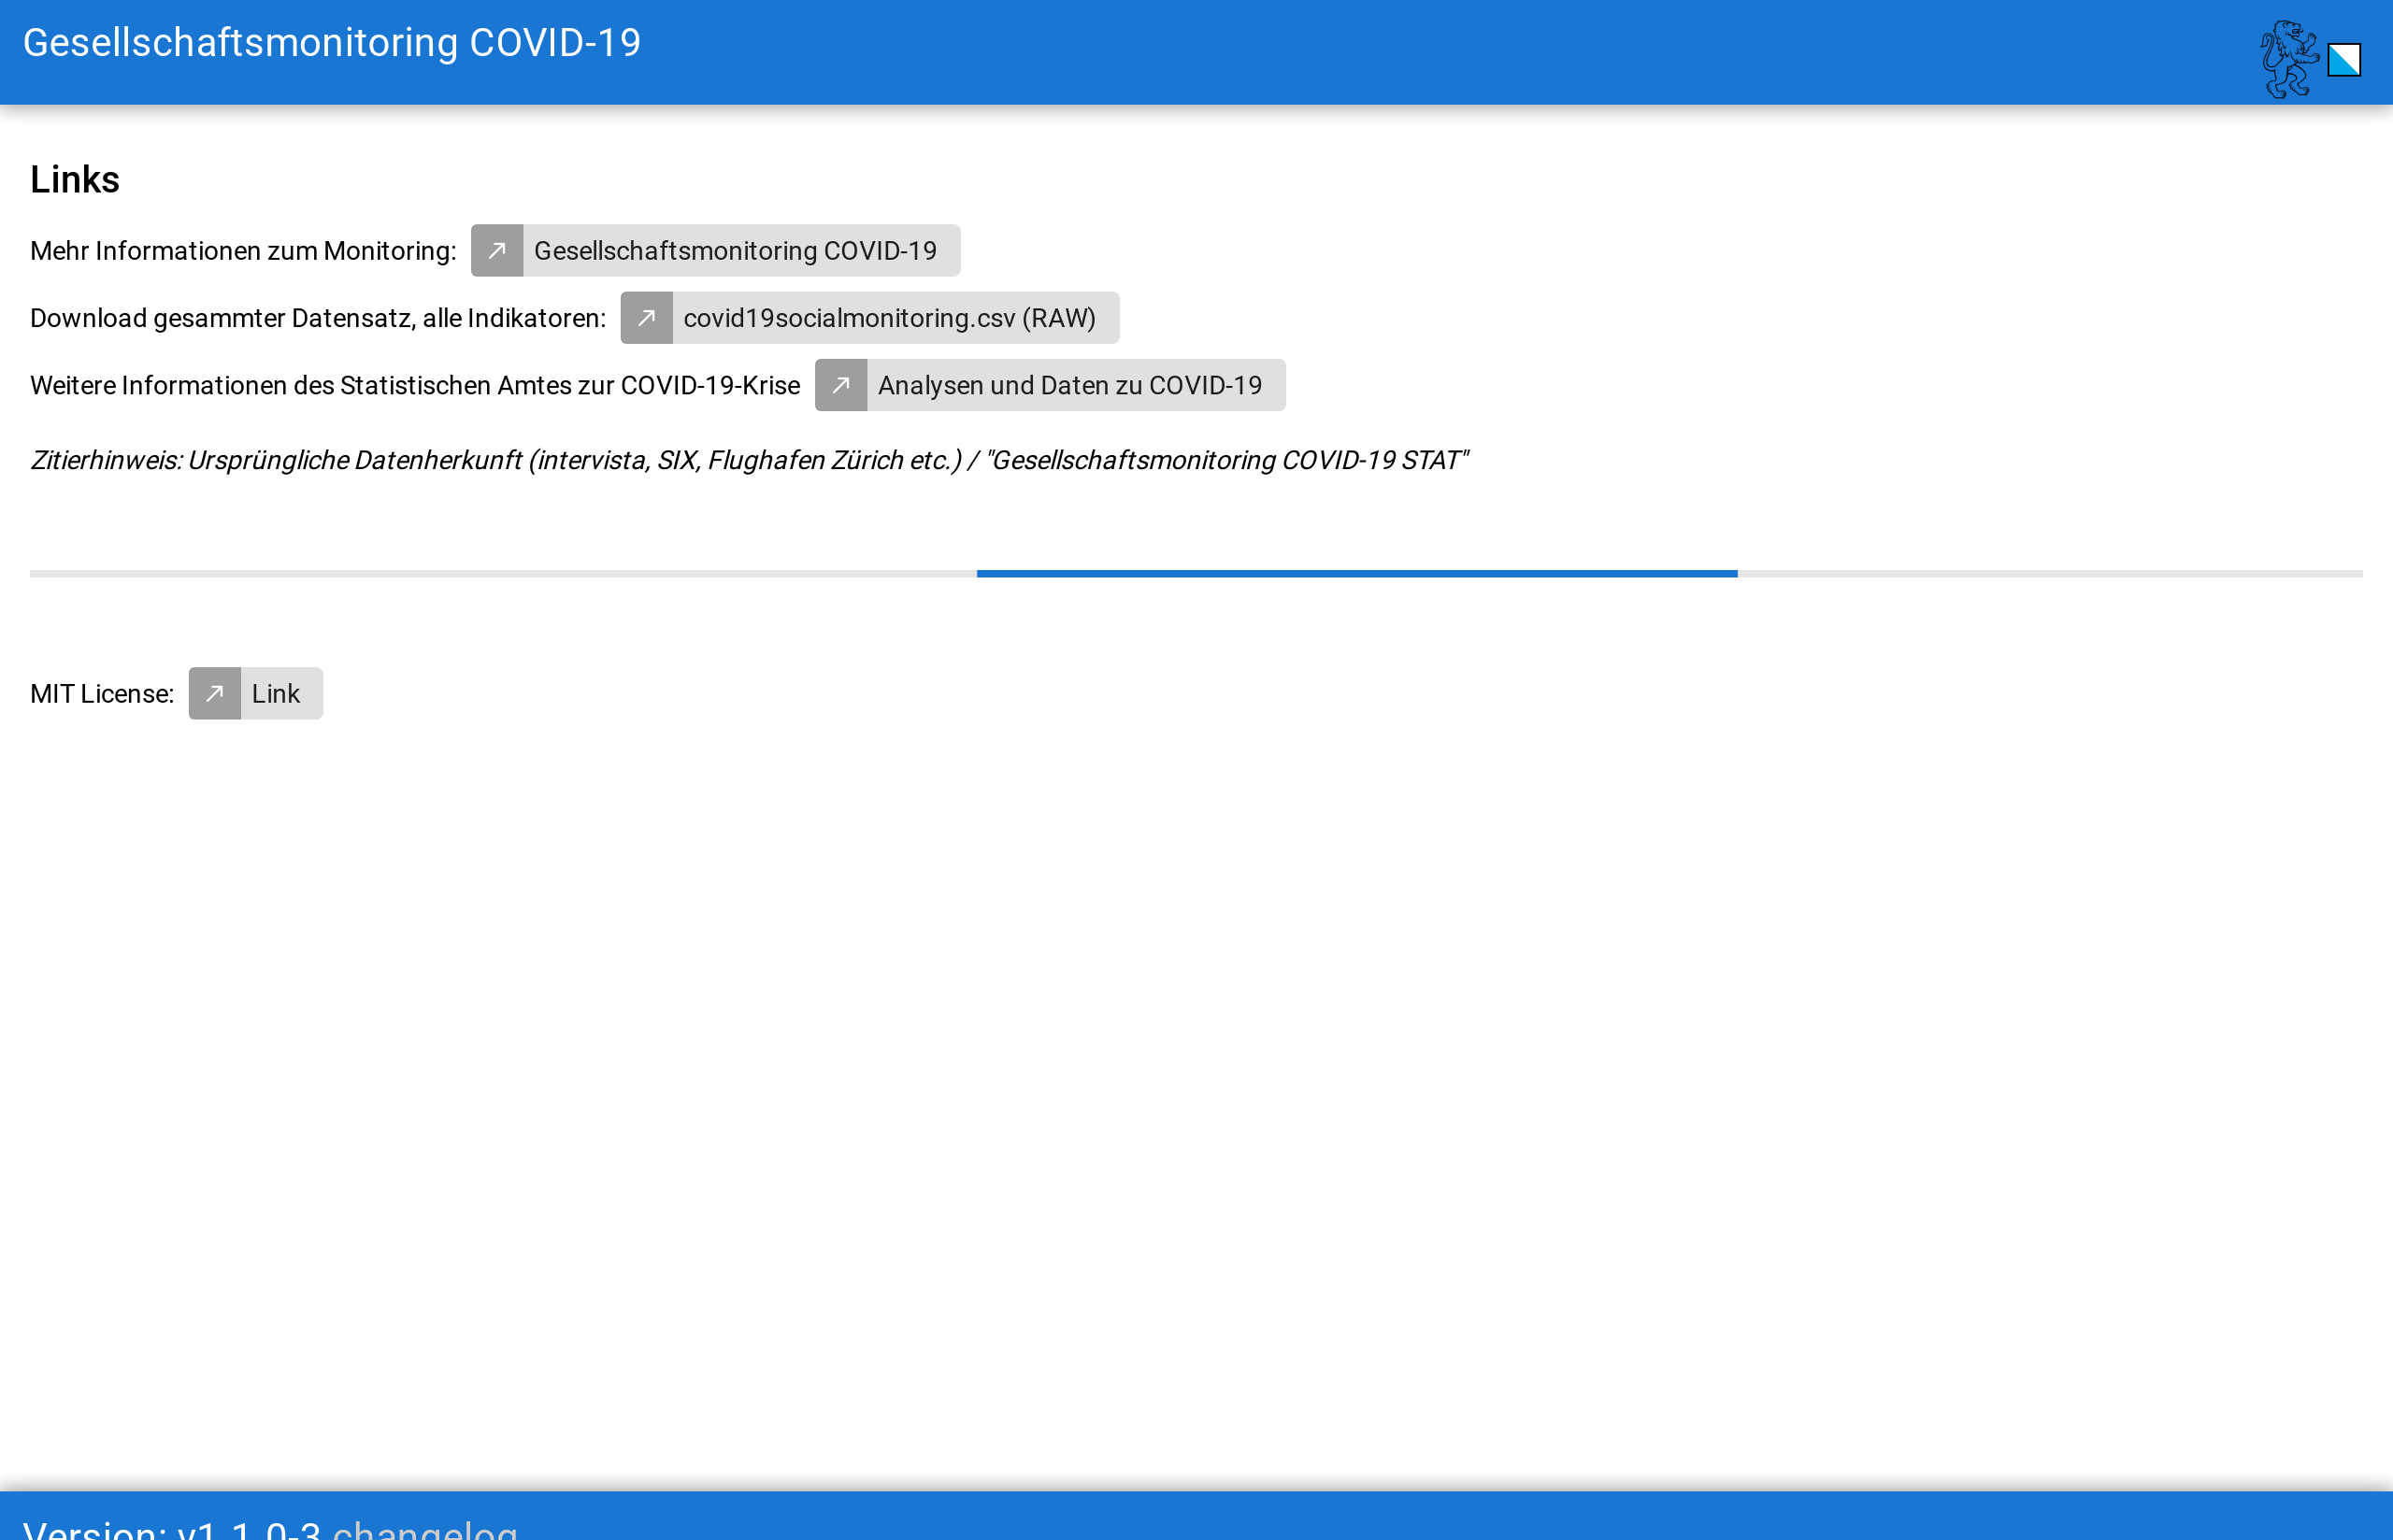 Gesellschaftsmonitoring COVID-19
Links
Mehr Informationen zum Monitoring: Gesellschaftsmonitoring COVID-19
Download gesammter Datensatz, alle Indikatoren: covid19socialmonitoring.csv (RAW)
Weitere Informationen des Statistischen Amtes zur COVID-19-Krise Analysen und Daten zu COVID-19
Zitierhinweis: Ursprüngliche Datenherkunft (intervista, SIX, Flughafen Zürich etc.) / "Gesellschaftsmonitoring COVID-19 STAT"
MIT License: Link
Version: v1.1.0-3 changelog